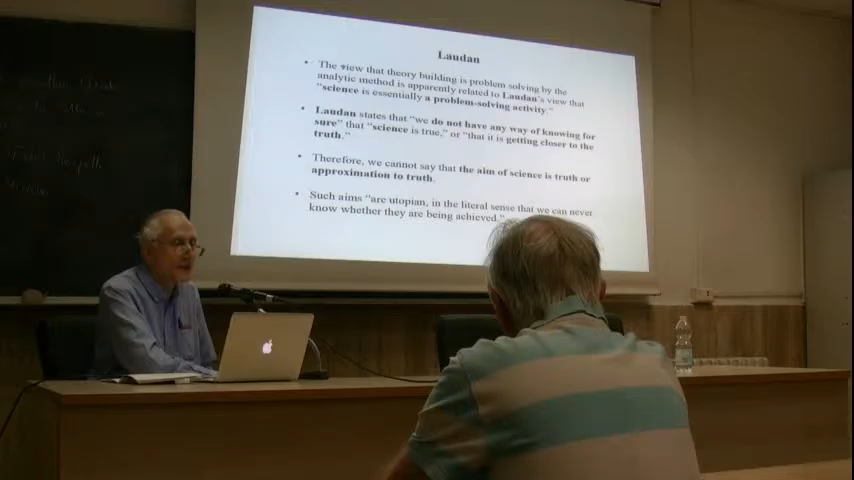 Laudan
• The view that theory building is problem solving by the
analytic method is apparently related to Laudan's view that
"science is essentially a problem-solving activity."
• Laudan states that "we do not have any way of knowing for
sure" that "science is true," or "that it is getting closer to the
truth."
• Therefore, we cannot say that the aim of science is truth or
approximation to truth.
• Such aims "are utopian, in the literal sense that we can never
know whether they are being achieved."